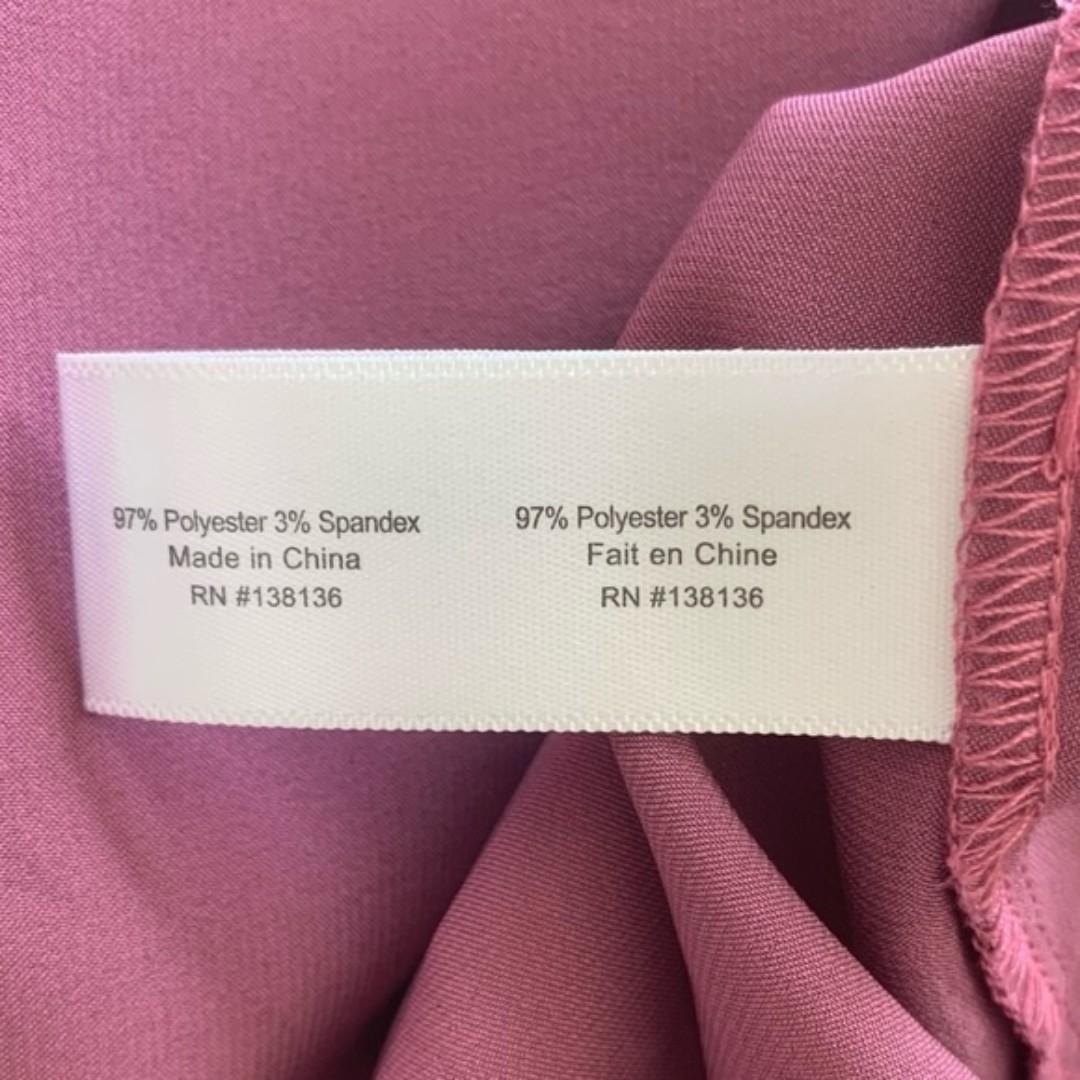 97% Polyester 3% Spandex
Made in China
RN #138136
97% Polyester 3% Spandex
Fait en Chine
RN #138136